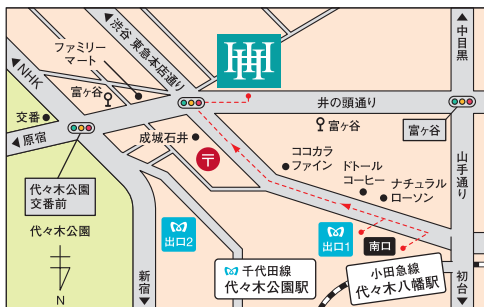 渋谷 東急本店通り
中目黒
ファミリー
マート
HH
NHK
富ヶ谷
井の頭通り
交番
富ヶ谷
富ケ谷
原宿
成城石井
〒
ココカラ
ファイン
ドトール
コーヒー
ナチュラル
ローソン
山手通り
代々木公園
交番前
代々木公園
出口2
出口1
南口
千代田線
代々木公園駅
小田急線
代々木八幡駅
新宿
初台
N